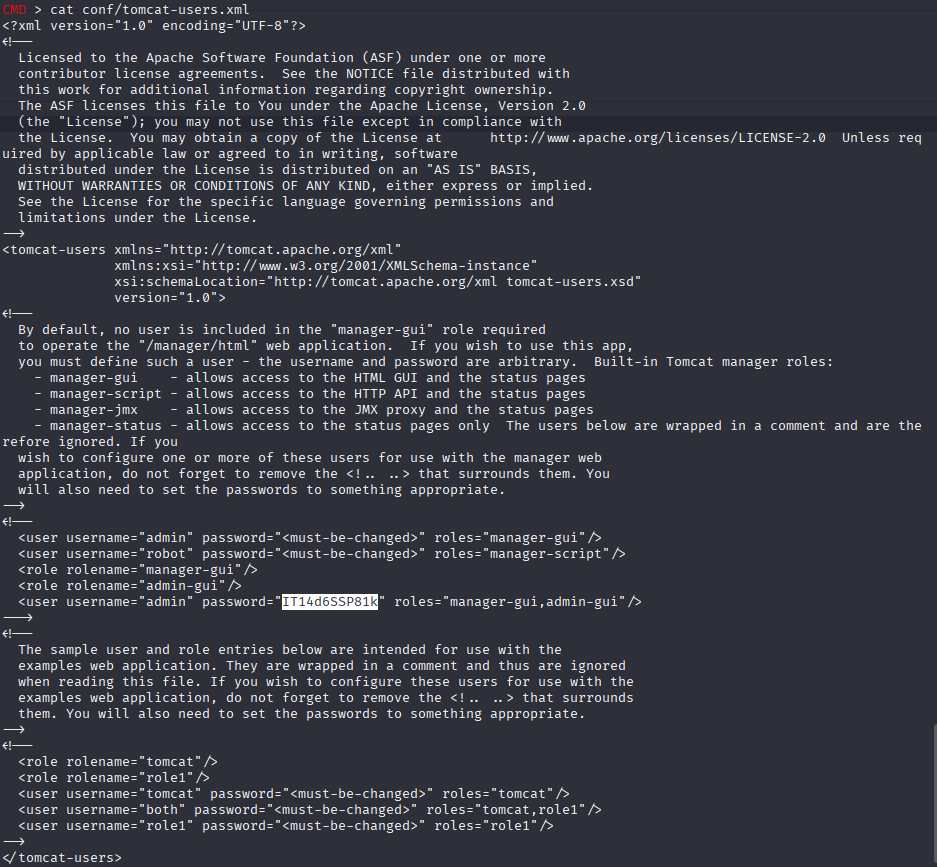 CMD > cat conf/tomcat-users.xml
<?xml version="1.0" encoding="UTF-8"?>
<!--
  Licensed to the Apache Software Foundation (ASF) under one or more
  contributor license agreements.  See the NOTICE file distributed with
  this work for additional information regarding copyright ownership.
  The ASF licenses this file to You under the Apache License, Version 2.0
  (the "License"); you may not use this file except in compliance with
  the License.  You may obtain a copy of the License at      http://www.apache.org/licenses/LICENSE-2.0  Unless req
uired by applicable law or agreed to in writing, software
  distributed under the License is distributed on an "AS IS" BASIS,
  WITHOUT WARRANTIES OR CONDITIONS OF ANY KIND, either express or implied.
  See the License for the specific language governing permissions and
  limitations under the License.
-->
<tomcat-users xmlns="http://tomcat.apache.org/xml"
              xmlns:xsi="http://www.w3.org/2001/XMLSchema-instance"
              xsi:schemaLocation="http://tomcat.apache.org/xml tomcat-users.xsd"
              version="1.0">
<!--
  By default, no user is included in the "manager-gui" role required
  to operate the "/manager/html" web application.  If you wish to use this app,
  you must define such a user - the username and password are arbitrary.  Built-in Tomcat manager roles:
    - manager-gui    - allows access to the HTML GUI and the status pages
    - manager-script - allows access to the HTTP API and the status pages
    - manager-jmx    - allows access to the JMX proxy and the status pages
    - manager-status - allows access to the status pages only  The users below are wrapped in a comment and are the
refore ignored. If you
  wish to configure one or more of these users for use with the manager web
  application, do not forget to remove the <!.. ..> that surrounds them. You
  will also need to set the passwords to something appropriate.
-->
<!--
  <user username="admin" password="<must-be-changed>" roles="manager-gui"/>
  <user username="robot" password="<must-be-changed>" roles="manager-script"/>
  <role rolename="manager-gui"/>
  <role rolename="admin-gui"/>
  <user username="admin" password="IT14d6SSP81k" roles="manager-gui,admin-gui"/>
--->
<!--
  The sample user and role entries below are intended for use with the
  examples web application. They are wrapped in a comment and thus are ignored
  when reading this file. If you wish to configure these users for use with the
  examples web application, do not forget to remove the <!.. ..> that surrounds
  them. You will also need to set the passwords to something appropriate.
-->
<!--
  <role rolename="tomcat"/>
  <role rolename="role1"/>
  <user username="tomcat" password="<must-be-changed>" roles="tomcat"/>
  <user username="both" password="<must-be-changed>" roles="tomcat,role1"/>
  <user username="role1" password="<must-be-changed>" roles="role1"/>
-->
</tomcat-users>